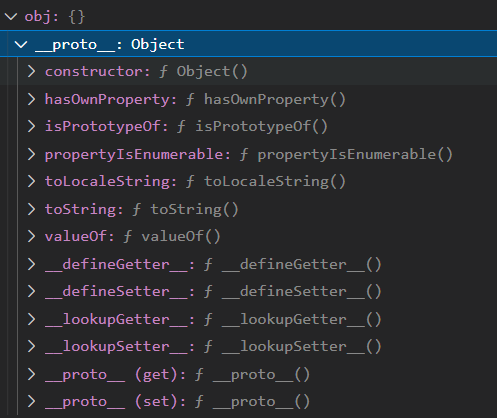 obj: {}
__proto__: Object
constructor: ƒ Object()
hasOwnProperty: ƒ hasOwnProperty()
isPrototypeOf: ƒ isPrototypeOf()
propertyIsEnumerable: ƒ propertyIsEnumerable()
toLocaleString: ƒ toLocaleString()
toString: ƒ toString()
valueOf: ƒ valueOf()
__defineGetter__: ƒ __defineGetter__()
__defineSetter__: ƒ __defineSetter__()
__lookupGetter__: ƒ __lookupGetter__()
__lookupSetter__: ƒ __lookupSetter__()
__proto__ (get): ƒ __proto__()
__proto__ (set): ƒ __proto__()